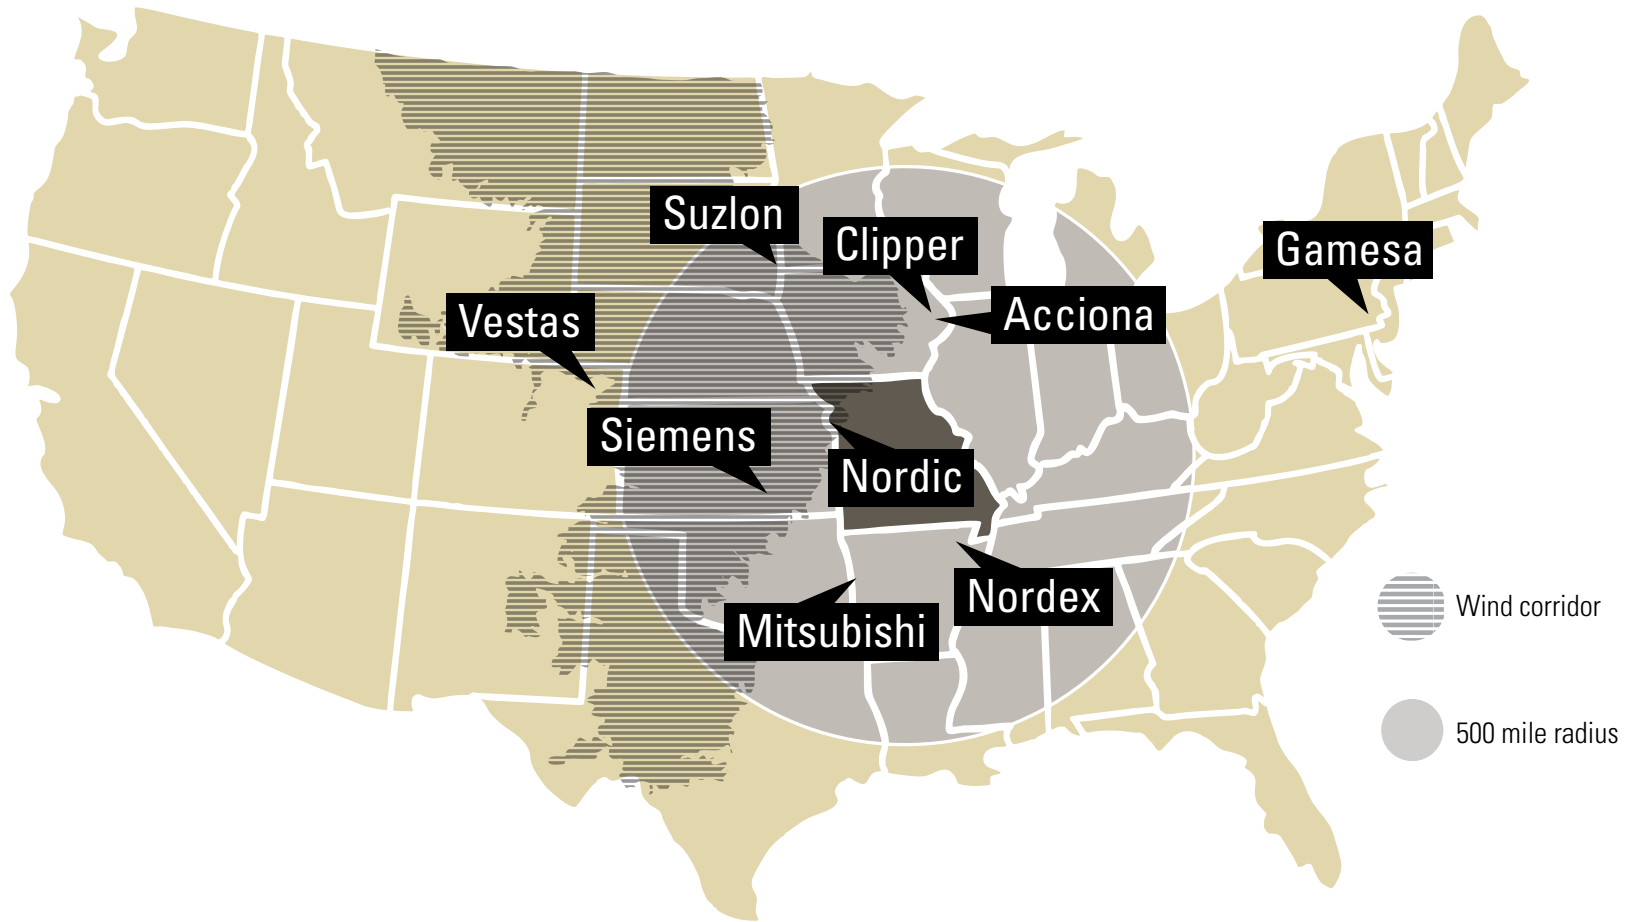 Suzlon
Clipper
Gamesa
Vestas
Acciona
Siemens
Nordic
Nordex
Mitsubishi
Wind corridor
500 mile radius